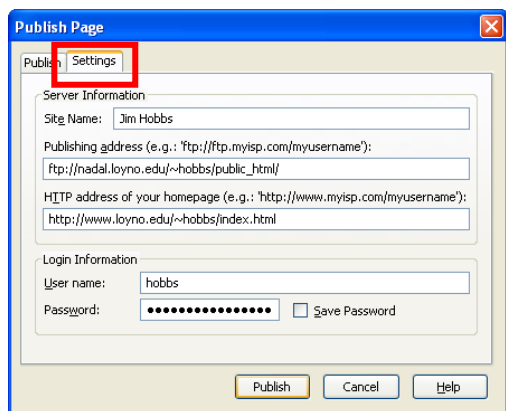 Publish Page
Publish Settings
Server Information
Site Name: Jim Hobbs
Publishing address (e.g.: 'ftp://ftp.myisp.com/myusername'):
ftp://nadal.loyno.edu/~hobbs/public_html/
HTTP address of your homepage (e.g.: 'http://www.myisp.com/myusername'):
http://www.loyno.edu/~hobbs/index.html
Login Information
User name: hobbs
Password: ●●●●●●●●●●●●●●●● Save Password
Publish Cancel Help